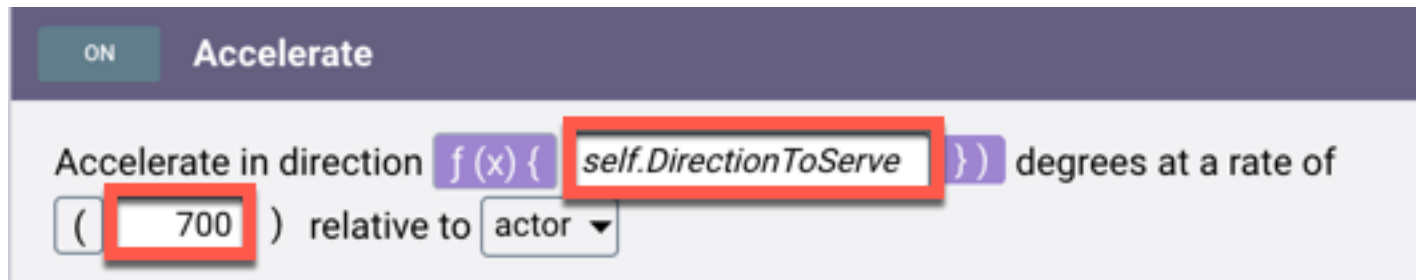 ON Accelerate
Accelerate in direction ƒ (x) { self.DirectionToServe } ) degrees at a rate of
( 700 ) relative to actor